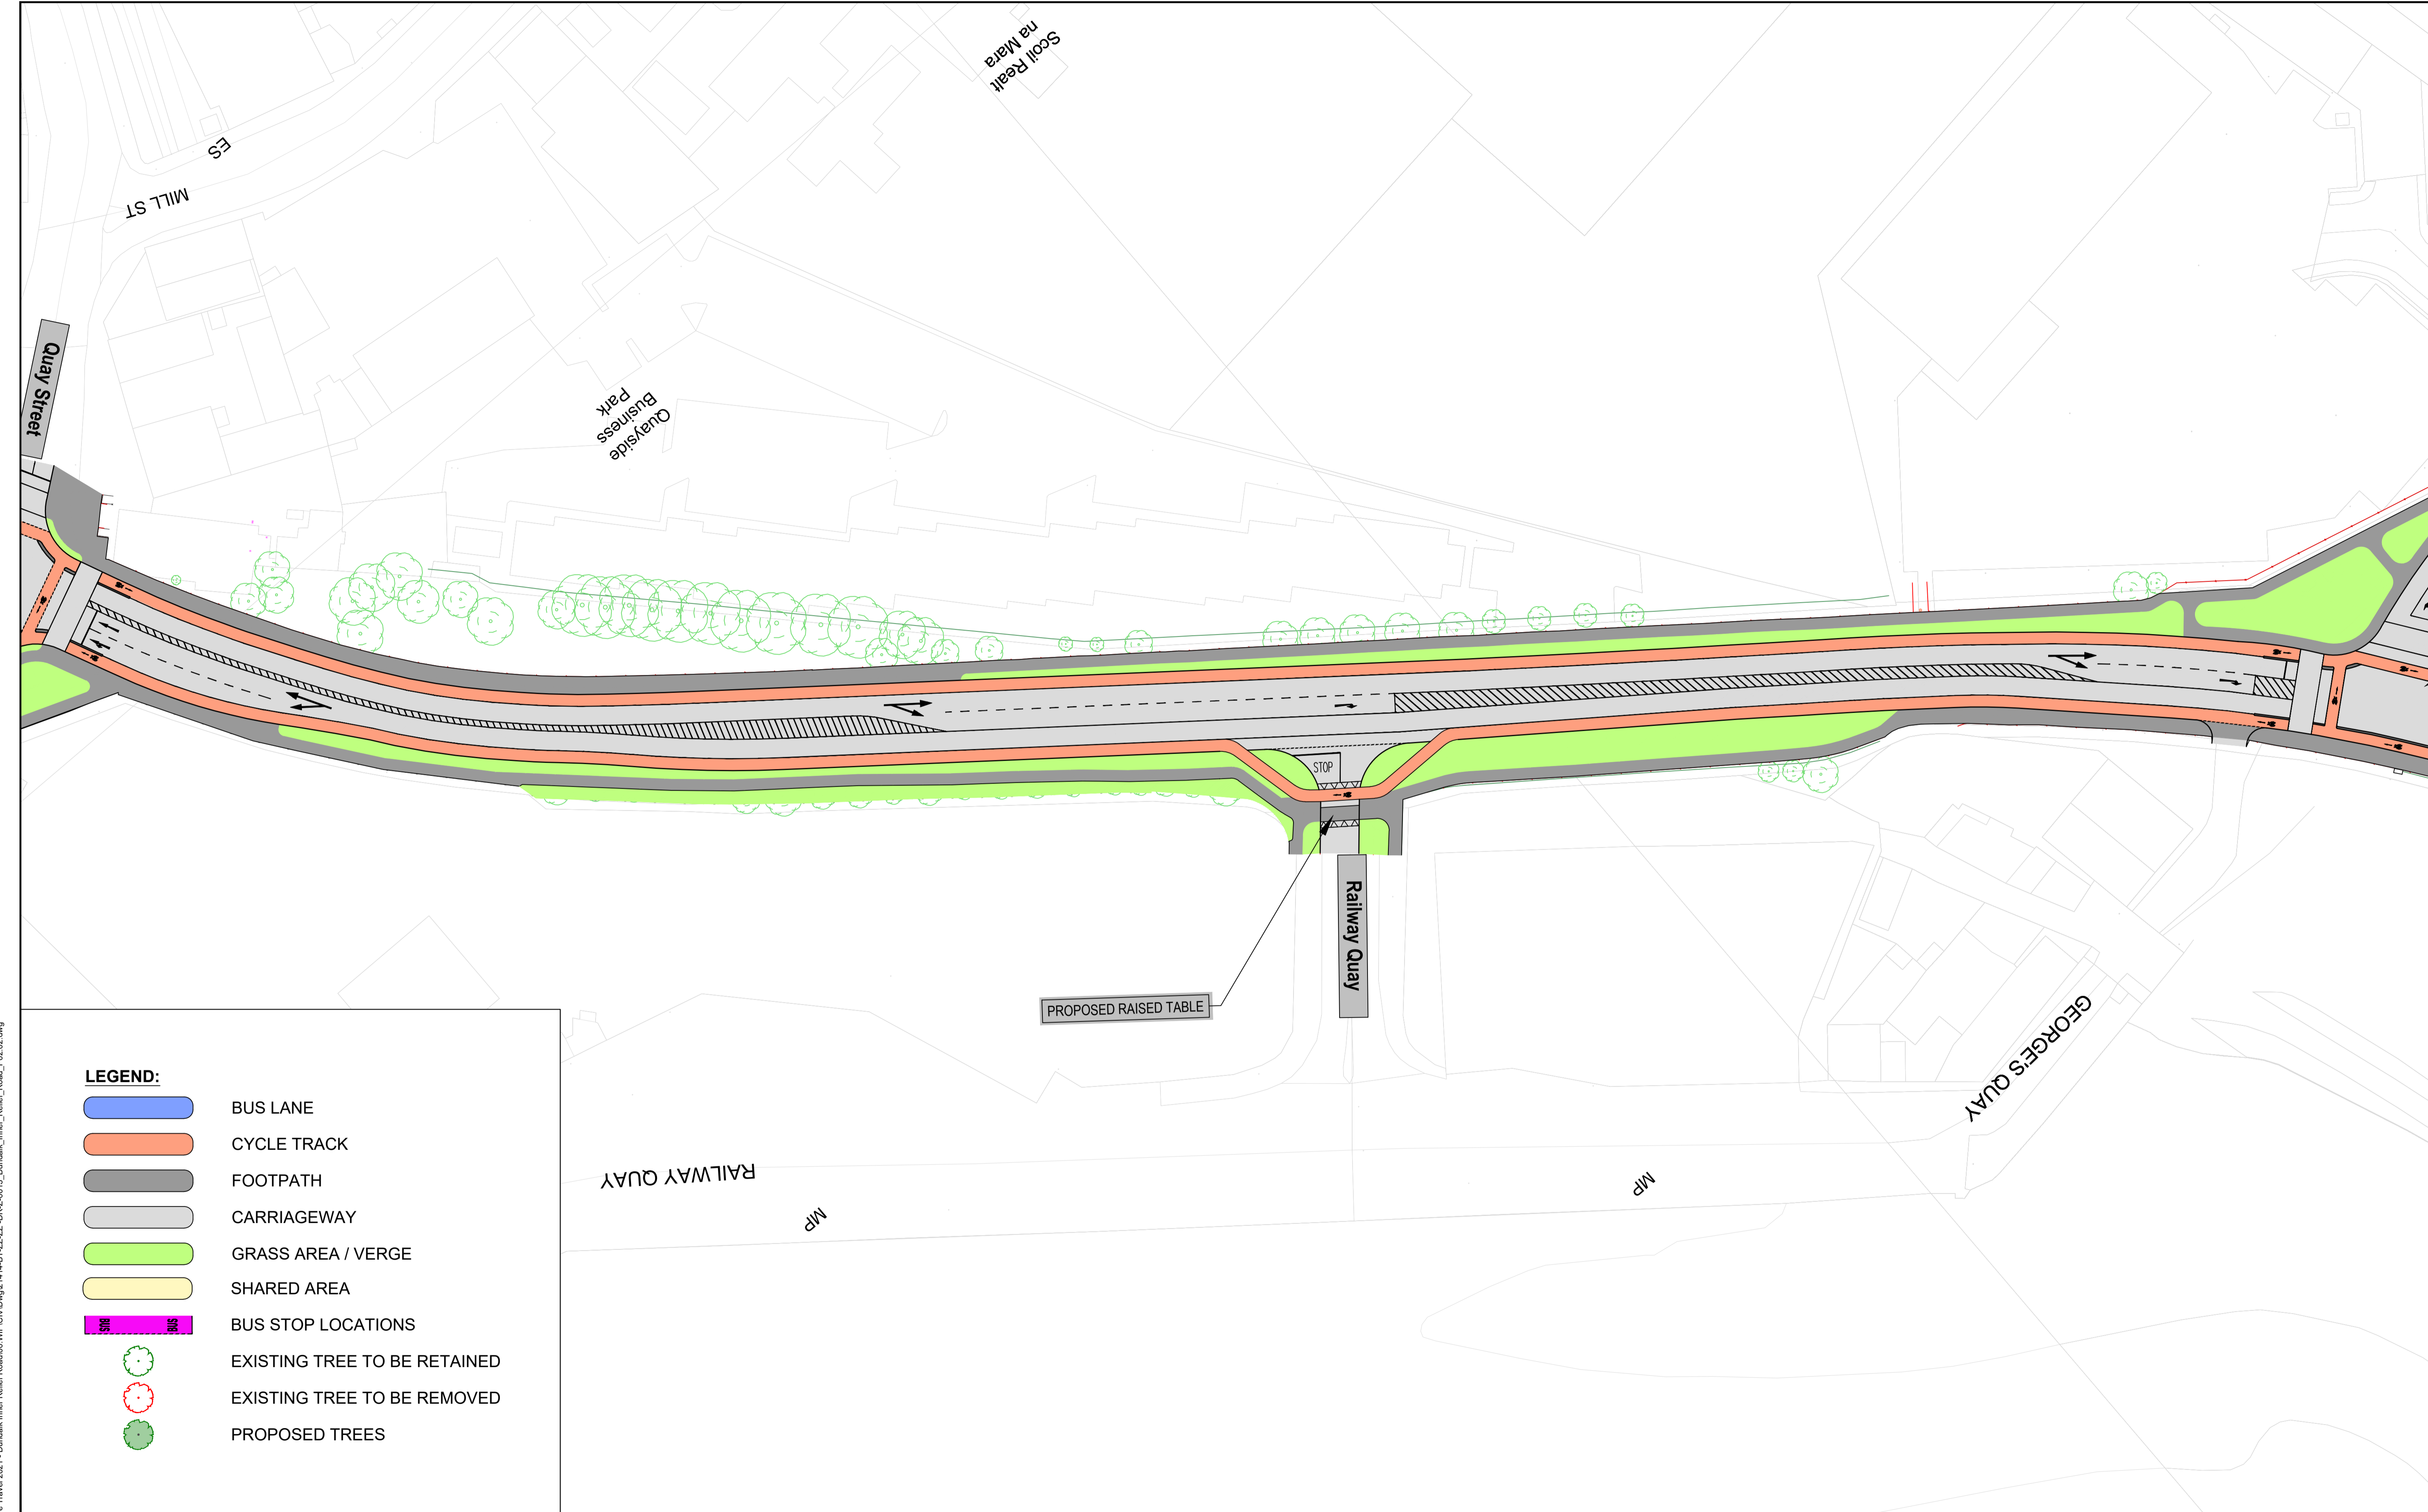 Scoil Realt
na Mara
ES
MILL ST
Quay Street
Quayside
Business
Park
STOP
Railway Quay
PROPOSED RAISED TABLE
GEORGE'S QUAY
RAILWAY QUAY
MP
MP
LEGEND:
BUS LANE
CYCLE TRACK
FOOTPATH
CARRIAGEWAY
GRASS AREA / VERGE
SHARED AREA
BUS BUS
BUS STOP LOCATIONS
EXISTING TREE TO BE RETAINED
EXISTING TREE TO BE REMOVED
PROPOSED TREES